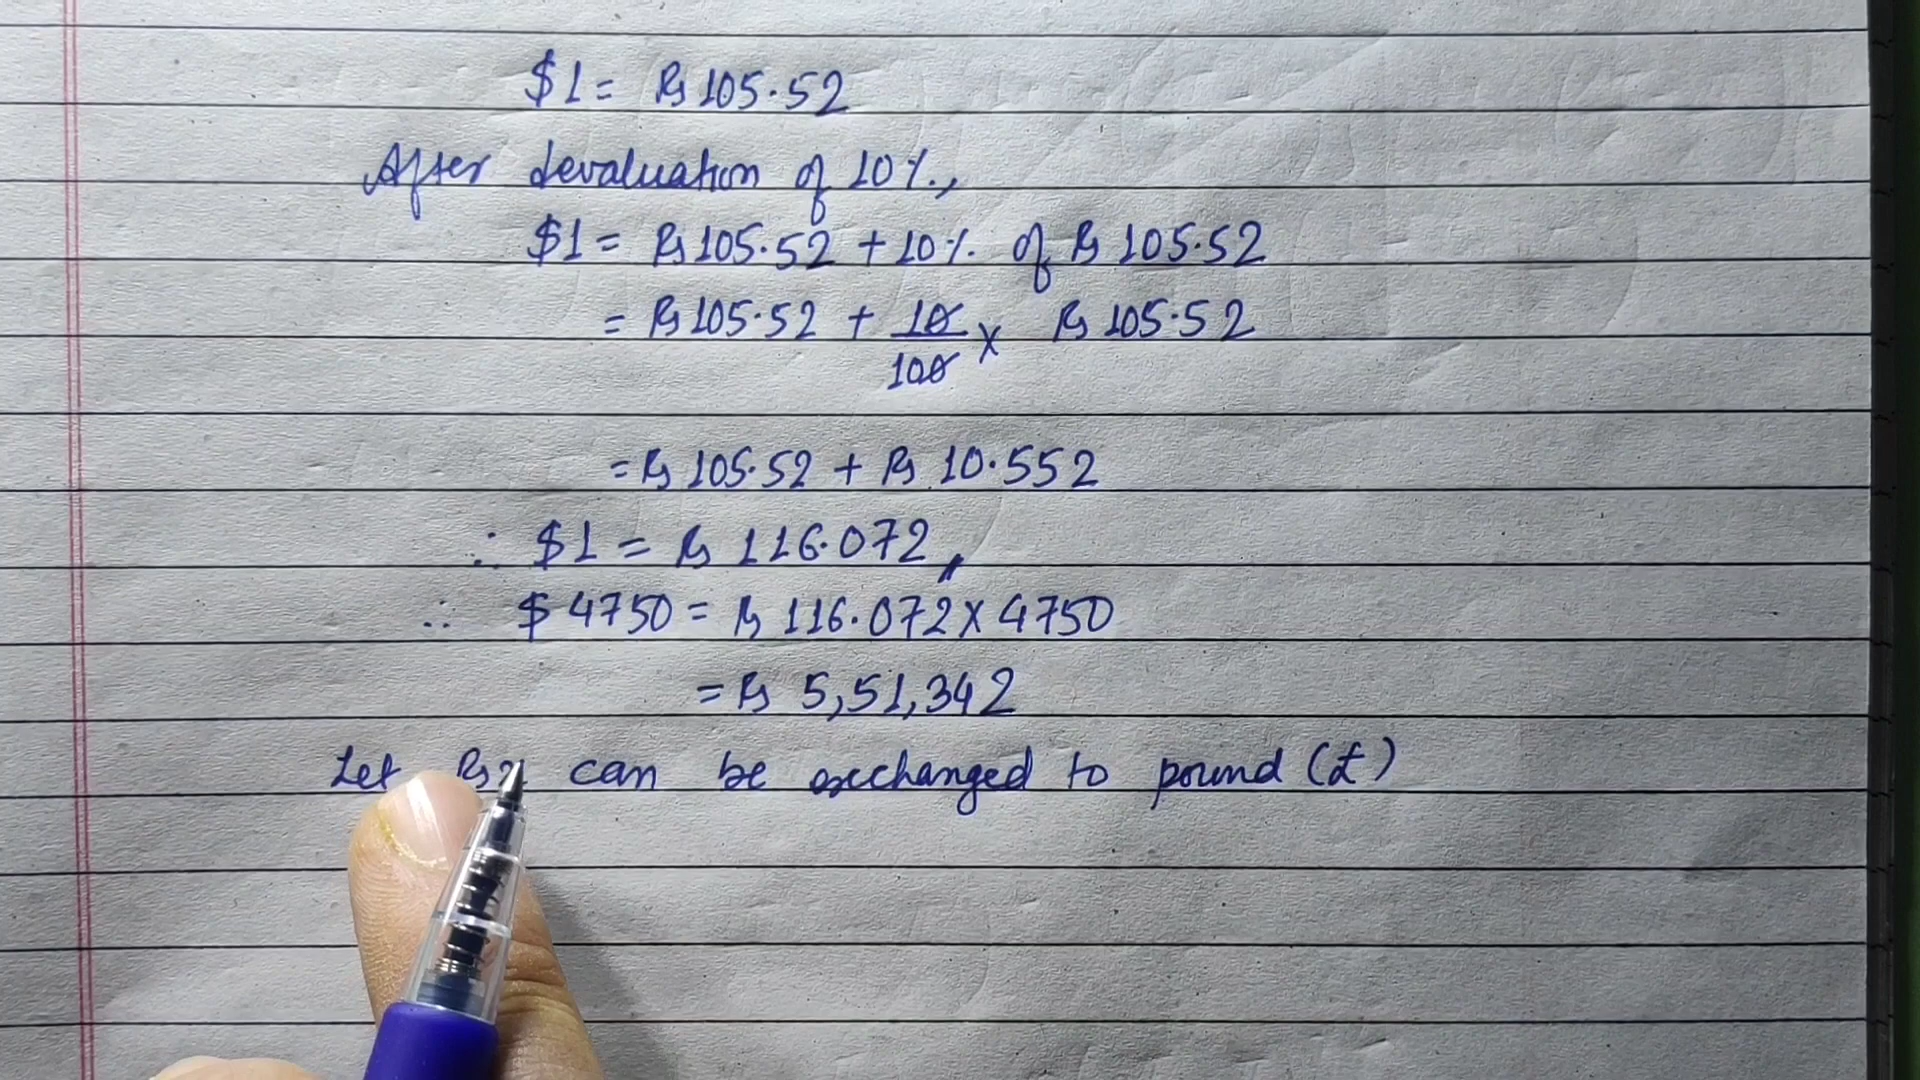 $1 = Rs 105.52
After devaluation of 10%,
$1 = Rs 105.52 + 10% of Rs 105.52
= Rs 105.52 + 10/100 × Rs 105.52
= Rs 105.52 + Rs 10.552
∴ $1 = Rs 116.072
∴ $4750 = Rs 116.072 × 4750
= Rs 5,51,342
Let Rs x can be exchanged to pound (£)